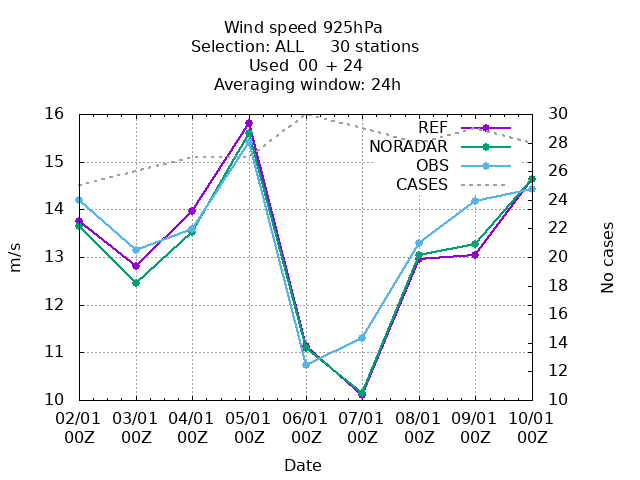 Wind speed 925hPa
Selection: ALL 30 stations
Used 00 + 24
Averaging window: 24h
16 30
REF 28
15 NORADAR 26
OBS
CASES
14 24
22
13 20
18
12 16
14
11 12
10 10
m/s
No cases
02/01 03/01 04/01 05/01 06/01 07/01 08/01 09/01 10/01
00Z 00Z 00Z 00Z 00Z 00Z 00Z 00Z 00Z
Date